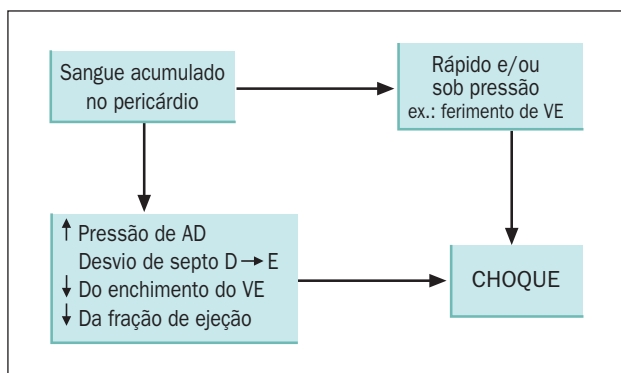 Sangue acumulado
no pericárdio
Rápido e/ou
sob pressão
ex.: ferimento de VE
↑ Pressão de AD
Desvio de septo D → E
↓ Do enchimento do VE
↓ Da fração de ejeção
CHOQUE